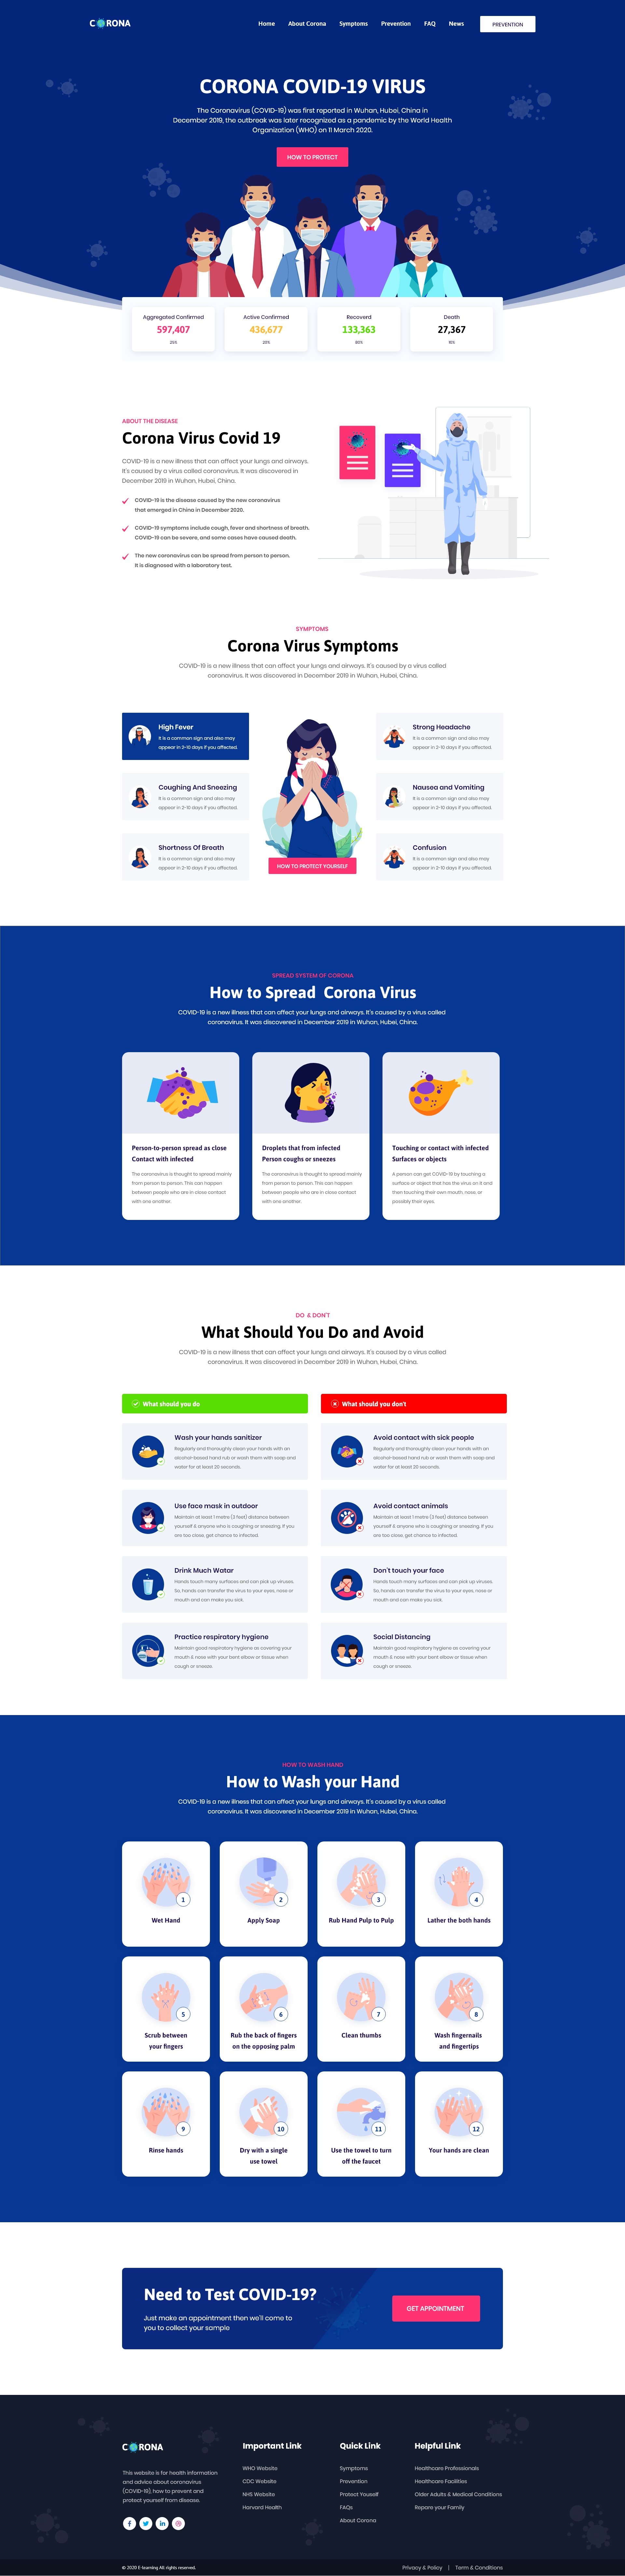 CORONA
Home
About Corona
Symptoms
Prevention
FAQ
News
PREVENTION
CORONA COVID-19 VIRUS
The Coronavirus (COVID-19) was first reported in Wuhan, Hubei, China in
December 2019, the outbreak was later recognized as a pandemic by the World Health
Organization (WHO) on 11 March 2020.
HOW TO PROTECT
Aggregated Confirmed
597,407
Active Confirmed
436,677
20%
Recoverd
133,363
Death
27,367
ABOUT THE DISEASE
Corona Virus Covid 19
COVID-19 is a new illness that can affect your lungs and airways.
It's caused by a virus called coronavirus. It was discovered in
December 2019 in Wuhan, Hubei, China.
COVID-19 is the disease caused by the new coronavirus
that emerged in China in December 2020.
COVID-19 symptoms include cough, fever and shortness of breath.
COVID-19 can be severe, and some cases have caused death.
The new coronavirus can be spread from person to person.
It is diagnosed with a laboratory test.
SYMPTOMS
Corona Virus Symptoms
COVID-19 is a new illness that can affect your lungs and airways. It's caused by a virus called
coronavirus. It was discovered in December 2019 in Wuhan, Hubei, China.
High Fever
It is a common sign and also may
appear in 2-10 days if you affected.
Coughing And Sneezing
It is a common sign and also may
appear in 2-10 days if you affected.
Shortness Of Breath
It is a common sign and also may
appear in 2-10 days if you affected.
HOW TO PROTECT YOURSELF
Strong Headache
It is a common sign and also may
appear in 2-10 days if you affected.
Nausea and Vomiting
It is a common sign and also may
appear in 2-10 days if you affected.
Confusion
It is a common sign and also may
appear in 2-10 days if you affected.
SPREAD SYSTEM OF CORONA
How to Spread Corona Virus
COVID-19 is a new illness that can affect your lungs and airways. It's caused by a virus called
coronavirus. It was discovered in December 2019 in Wuhan, Hubei, China.
Person-to-person spread as close
Contact with infected
The coronavirus is thought to spread mainly
from person to person. This can happen
between people who are in close contact
with one another.
Droplets that from infected
Person coughs or sneezes
The coronavirus is thought to spread mainly
from person to person. This can happen
between people who are in close contact
with one another.
Touching or contact with infected
Surfaces or objects
A person can get COVID-19 by touching a
surface or object that has the virus on it and
then touching their own mouth, nose, or
possibly their eyes.
DO & DON'T
What Should You Do and Avoid
COVID-19 is a new illness that can affect your lungs and airways. It's caused by a virus called
coronavirus. It was discovered in December 2019 in Wuhan, Hubei, China.
What should you do
Wash your hands sanitizer
Regularly and thoroughly clean your hands with an
alcohol-based hand rub or wash them with soap and
water for at least 20 seconds.
Use face mask in outdoor
Maintain at least 1 metre (3 feet) distance between
yourself & anyone who is coughing or sneezing. If you
are too close, get chance to infected.
Drink Much Watar
Hands touch many surfaces and can pick up viruses.
So, hands can transfer the virus to your eyes, nose or
mouth and can make you sick.
Practice respiratory hygiene
Maintain good respiratory hygiene as covering your
mouth & nose with your bent elbow or tissue when
cough or sneeze.
What should you don't
Avoid contact with sick people
Regularly and thoroughly clean your hands with an
alcohol-based hand rub or wash them with soap and
water for at least 20 seconds.
Avoid contact animals
Maintain at least 1 metre (3 feet) distance between
yourself & anyone who is coughing or sneezing. If you
are too close, get chance to infected.
Don't touch your face
Hands touch many surfaces and can pick up viruses.
So, hands can transfer the virus to your eyes, nose or
mouth and can make you sick.
Social Distancing
Maintain good respiratory hygiene as covering your
mouth & nose with your bent elbow or tissue when
cough or sneeze.
HOW TO WASH HAND
How to Wash your Hand
COVID-19 is a new illness that can affect your lungs and airways. It's caused by a virus called
coronavirus. It was discovered in December 2019 in Wuhan, Hubei, China.
1
Wet Hand
2
Apply Soap
3
Rub Hand Pulp to Pulp
4
Lather the both hands
5
Scrub between
your fingers
6
Rub the back of fingers
on the opposing palm
7
Clean thumbs
8
Wash fingernails
and fingertips
9
Rinse hands
10
Dry with a single
use towel
11
Use the towel to turn
off the faucet
12
Your hands are clean
Need to Test COVID-19?
Just make an appointment then we'll come to
you to collect your sample
GET APPOINTMENT
CORONA
This website is for health information
and advice about coronavirus
(COVID-19), how to prevent and
protect yourself from disease.
Important Link
WHO Website
CDC Website
NHS Website
Harvard Health
Quick Link
Symptoms
Prevention
Protect Youself
FAQs
About Corona
Helpful Link
Healthcare Professionals
Healthcare Facilities
Older Adults & Medical Conditions
Repare your Family
© 2020 E-learning All rights reserved.
Privacy & Policy | Term & Conditions